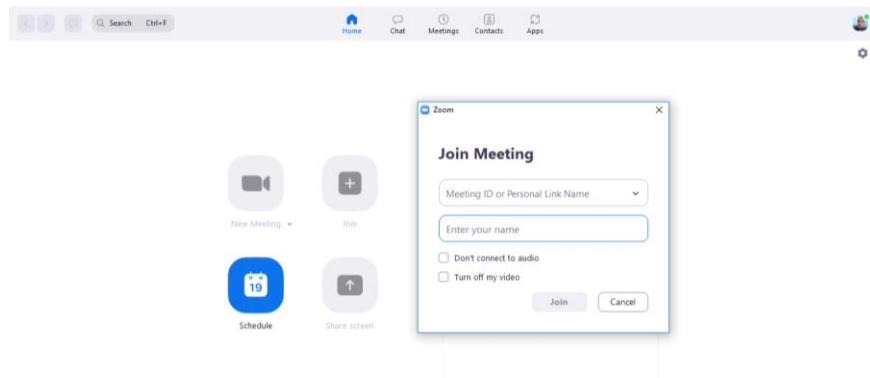 Search Ctrl+F
Home Chat Meetings Contacts Apps
Zoom
Join Meeting
Meeting ID or Personal Link Name
Enter your name
Don't connect to audio
Turn off my video
Join Cancel
New Meeting Join
19
Schedule Share screen